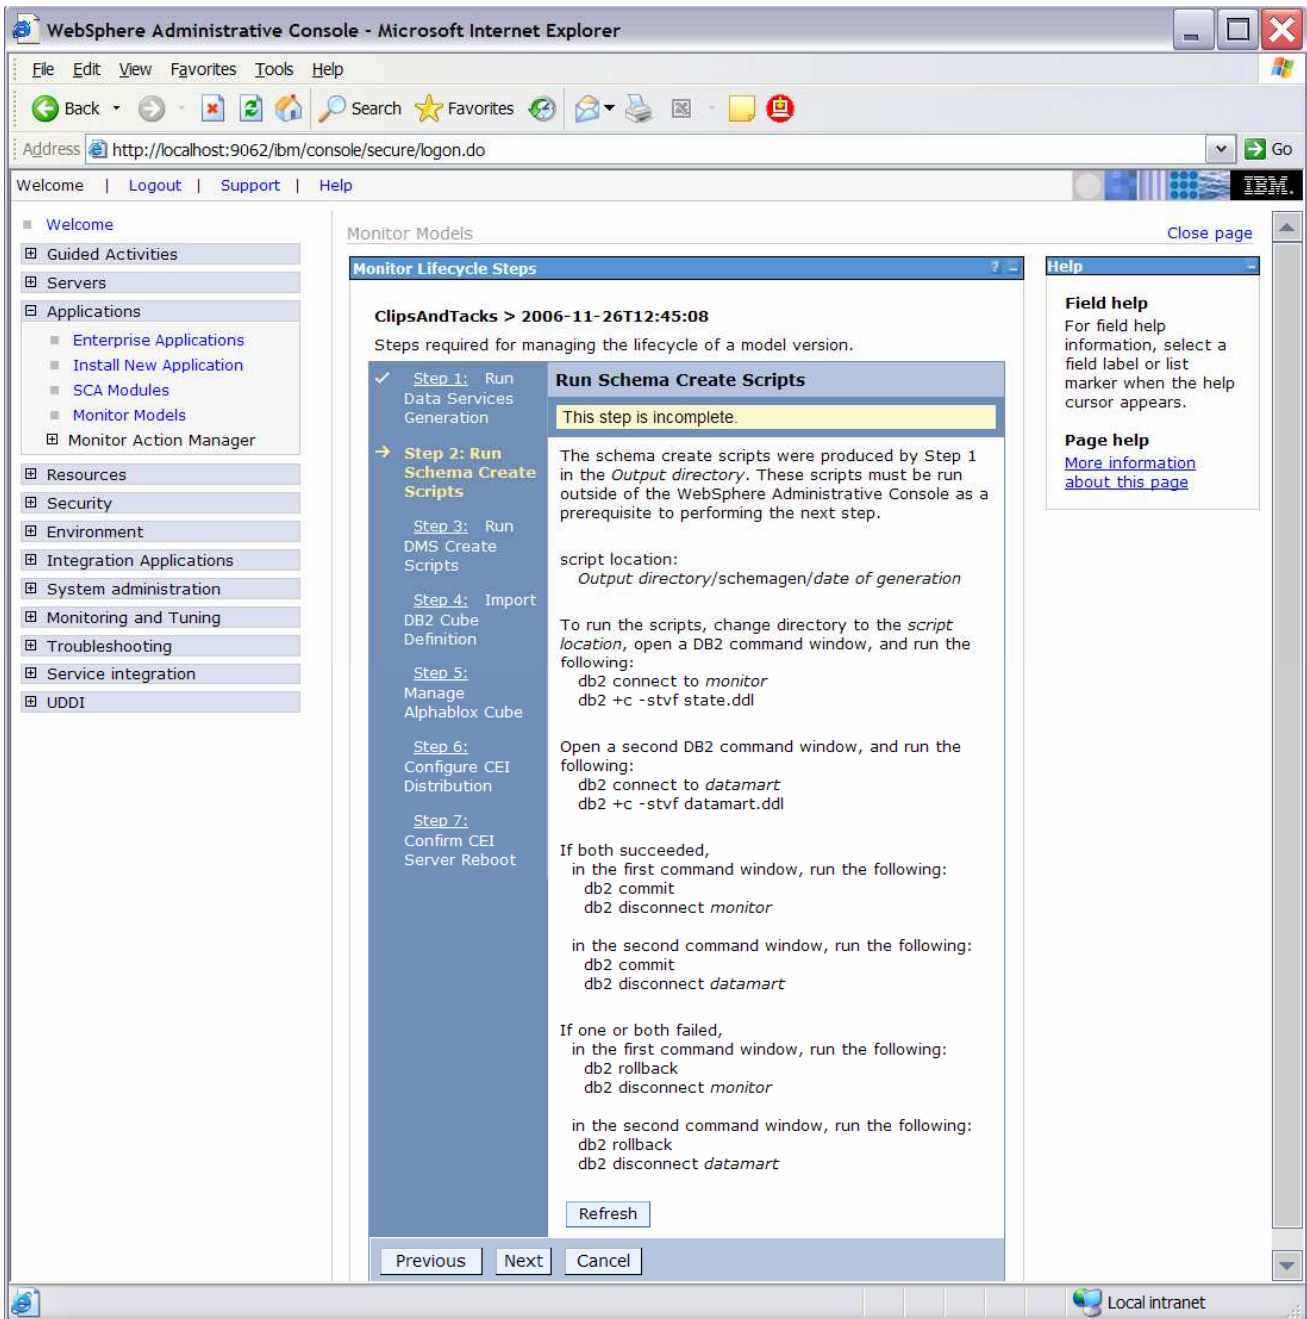 WebSphere Administrative Console - Microsoft Internet Explorer
File Edit View Favorites Tools Help
Back Search Favorites
Address http://localhost:9062/ibm/console/secure/logon.do Go
Welcome | Logout | Support | Help IBM.
Welcome
Guided Activities
Servers
Applications
Enterprise Applications
Install New Application
SCA Modules
Monitor Models
Monitor Action Manager
Resources
Security
Environment
Integration Applications
System administration
Monitoring and Tuning
Troubleshooting
Service integration
UDDI
Monitor Models Close page
Monitor Lifecycle Steps ? -
ClipsAndTacks > 2006-11-26T12:45:08
Steps required for managing the lifecycle of a model version.
Step 1: Run
Data Services
Generation
Step 2: Run
Schema Create
Scripts
Step 3: Run
DMS Create
Scripts
Step 4: Import
DB2 Cube
Definition
Step 5:
Manage
Alphablox Cube
Step 6:
Configure CEI
Distribution
Step 7:
Confirm CEI
Server Reboot
Run Schema Create Scripts
This step is incomplete.
The schema create scripts were produced by Step 1
in the Output directory. These scripts must be run
outside of the WebSphere Administrative Console as a
prerequisite to performing the next step.
script location:
Output directory/schemagen/date of generation
To run the scripts, change directory to the script
location, open a DB2 command window, and run the
following:
db2 connect to monitor
db2 +c -stvf state.ddl
Open a second DB2 command window, and run the
following:
db2 connect to datamart
db2 +c -stvf datamart.ddl
If both succeeded,
in the first command window, run the following:
db2 commit
db2 disconnect monitor
in the second command window, run the following:
db2 commit
db2 disconnect datamart
If one or both failed,
in the first command window, run the following:
db2 rollback
db2 disconnect monitor
in the second command window, run the following:
db2 rollback
db2 disconnect datamart
Refresh
Previous Next Cancel
Help -
Field help
For field help
information, select a
field label or list
marker when the help
cursor appears.
Page help
More information
about this page
Local intranet